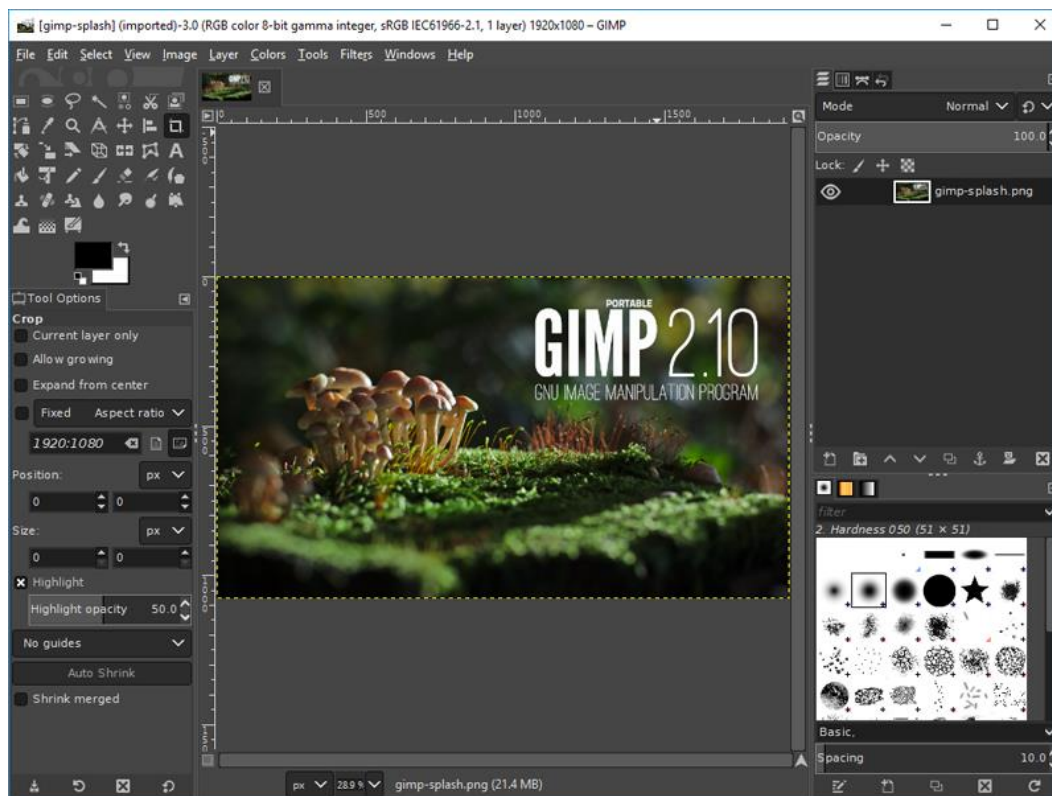 [gimp-splash] (imported)-3.0 (RGB color 8-bit gamma integer, sRGB IEC61966-2.1, 1 layer) 1920x1080 – GIMP
File Edit Select View Image Layer Colors Tools Filters Windows Help
Mode Normal
Opacity 100.0
Lock:
gimp-splash.png
0 500 1000 1500
0
500
1000
Tool Options
Crop
Current layer only
Allow growing
Expand from center
Fixed Aspect ratio
1920:1080
Position: px
0 0
Size: px
0 0
Highlight
Highlight opacity 50.0
No guides
Auto Shrink
Shrink merged
PORTABLE
GIMP 2.10
GNU IMAGE MANIPULATION PROGRAM
filter
2. Hardness 050 (51 × 51)
Basic,
Spacing 10.0
px 28.9 % gimp-splash.png (21.4 MB)